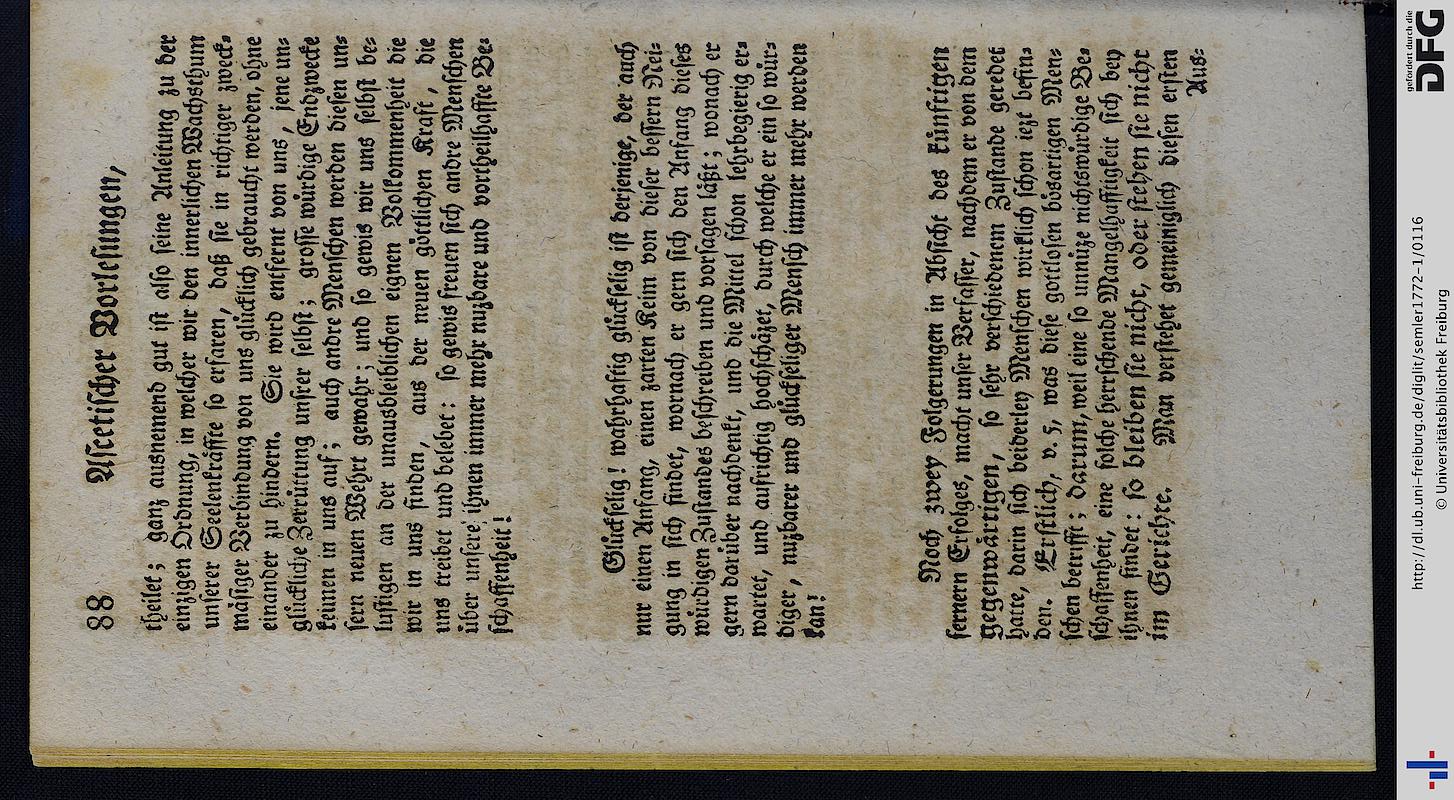 88 Aſcetiſcher Vorleſungen,
theilet; ganz ausnemend gut iſt alſo ſeine Anleitung zu der
einzigen Ordnung, in welcher wir den innerlichen Wachsthum
unſerer Seelenkräffte ſo erfaren, daß ſie in richtiger zweck⸗
mäſiger Verbindung von uns glücklich gebraucht werden, ohne
einander zu hindern. Sie wird entfernt von uns, jene un⸗
glückliche Zerrüttung unſrer ſelbſt; groſſe würdige Endzwecke
keimen in uns auf; auch andre Menſchen werden dieſen un⸗
ſern neuen Wehrt gewahr; und ſo gewis wir uns ſelbſt be⸗
luſtigen an der unausbleiblichen eignen Volkommenheit die
wir in uns finden, aus der neuen göttlichen Kraft, die
uns treibet und belebet: ſo gewis freuen ſich andre Menſchen
über unſere ihnen immer mehr nuzbare und vortheilhaffte Be⸗
ſchaffenheit!
Glückſelig! wahrhaftig glückſelig iſt derjenige, der auch
nur einen Anfang, einen zarten Keim von dieſer beſſern Nei⸗
gung in ſich findet, wornach er gern ſich den Anfang dieſes
würdigen Zuſtandes beſchreiben und vorſagen läßt; wonach er
gern darüber nachdenkt, und die Mittel ſchon lehrbegierig er⸗
wartet, und aufrichtig hochſchäzet, durch welche er ein ſo wür⸗
diger, nuzbarer und glückſeliger Menſch immer mehr werden
kan!
Noch zwey Folgerungen in Abſicht des künftigen
fernern Erfolges, macht unſer Verfaſſer, nachdem er von dem
gegenwärtigen, ſo ſehr verſchiedenem Zuſtande geredet
hatte, darin ſich beiderley Menſchen wirklich ſchon iezt befin⸗
den. Erſtlich, v. 5, was dieſe gottloſen bösartigen Men⸗
ſchen betrifft; darum, weil eine ſo unnüze nichtswürdige Be⸗
ſchaffenheit, eine ſolche herrſchende Mangelhafftigkeit ſich bey
ihnen findet: ſo bleiben ſie nicht, oder ſtehen ſie nicht
im Gerichte. Man verſtehet gemeiniglich dieſen erſten
Aus⸗
gefördert durch die
DFG
http://dl.ub.uni-freiburg.de/diglit/semler1772-1/0116
© Universitätsbibliothek Freiburg